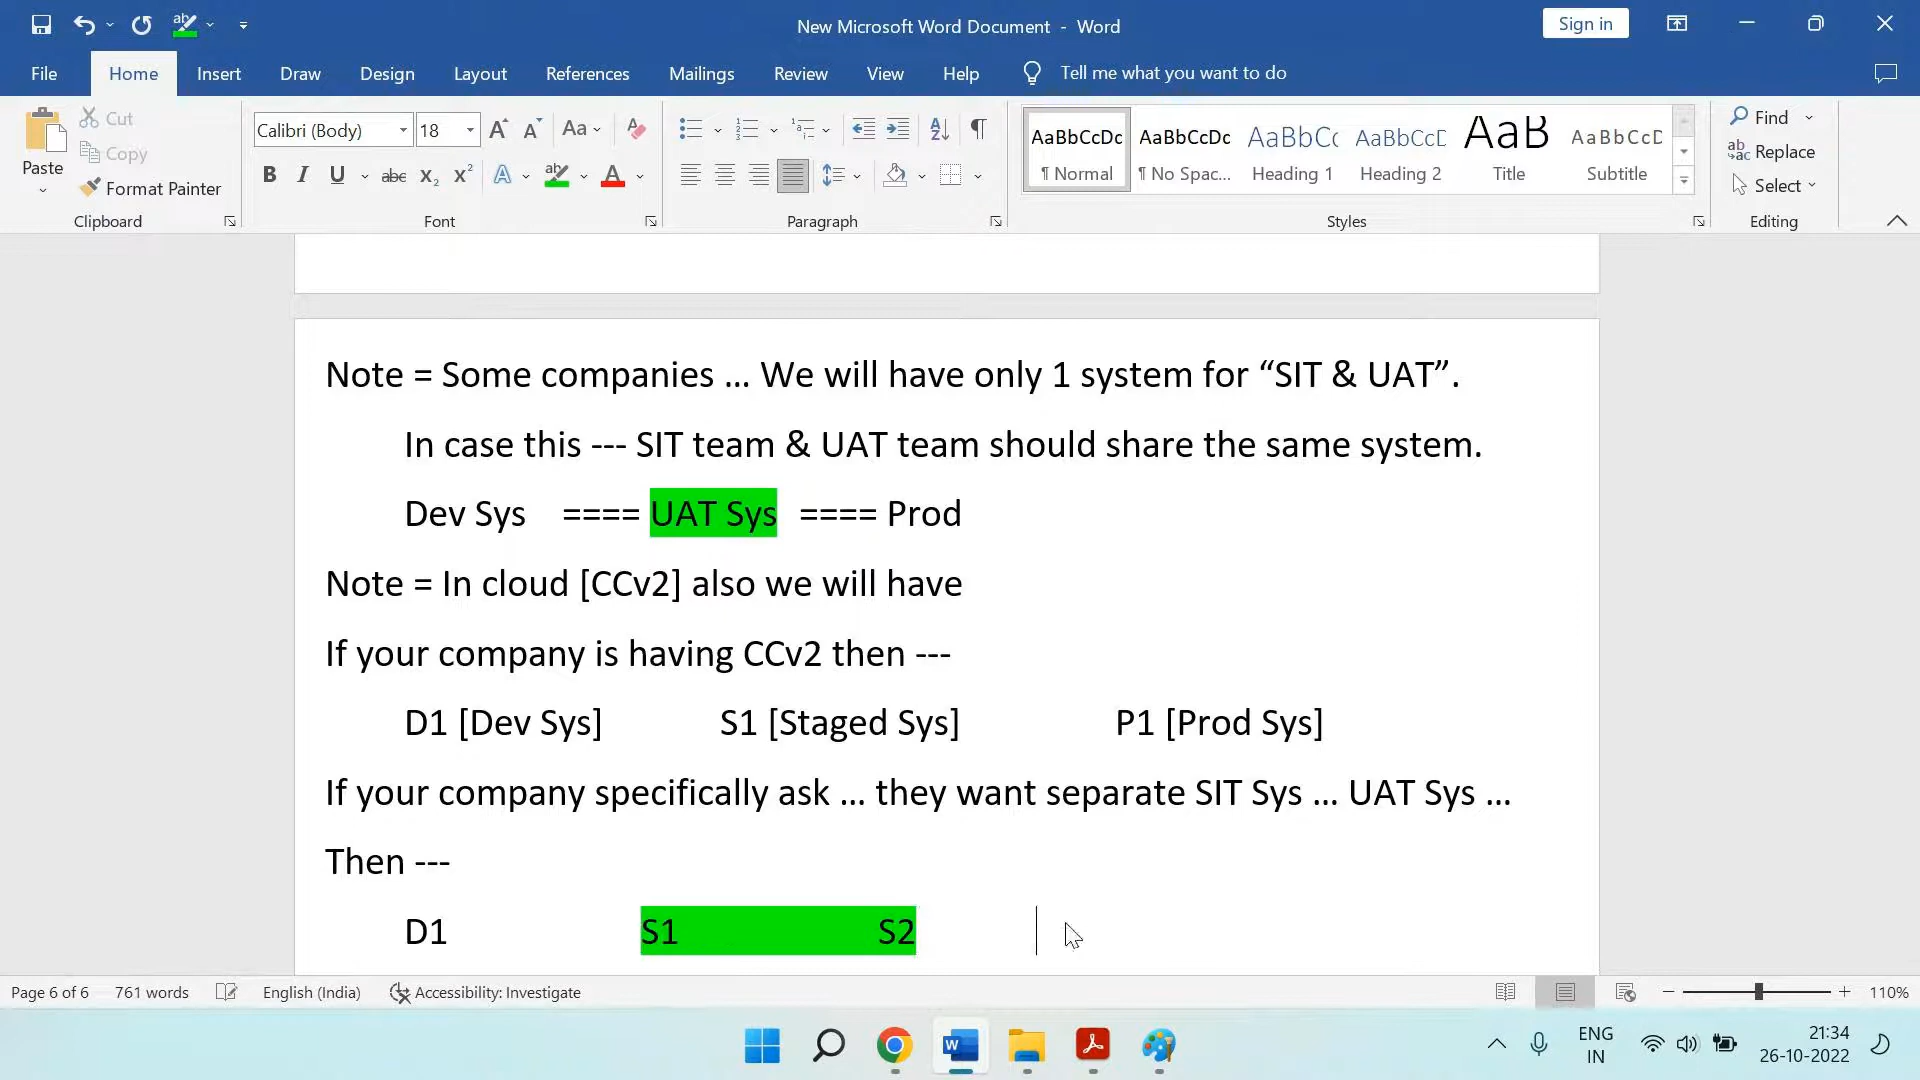 New Microsoft Word Document - Word
Sign in
File Home Insert Draw Design Layout References Mailings Review View Help Tell me what you want to do
Paste
Cut
Copy
Format Painter
Clipboard
Calibri (Body) 18
Font
Paragraph
AaBbCcDc AaBbCcDc AaBbCc AaBbCcD AaB AaBbCcD
¶ Normal ¶ No Spac... Heading 1 Heading 2 Title Subtitle
Styles
Find
Replace
Select
Editing
Note = Some companies … We will have only 1 system for “SIT & UAT”.
In case this --- SIT team & UAT team should share the same system.
Dev Sys ==== UAT Sys ==== Prod
Note = In cloud [CCv2] also we will have
If your company is having CCv2 then ---
D1 [Dev Sys] S1 [Staged Sys] P1 [Prod Sys]
If your company specifically ask … they want separate SIT Sys … UAT Sys …
Then ---
D1 S1 S2
Page 6 of 6 761 words English (India) Accessibility: Investigate 110%
ENG
IN
21:34
26-10-2022